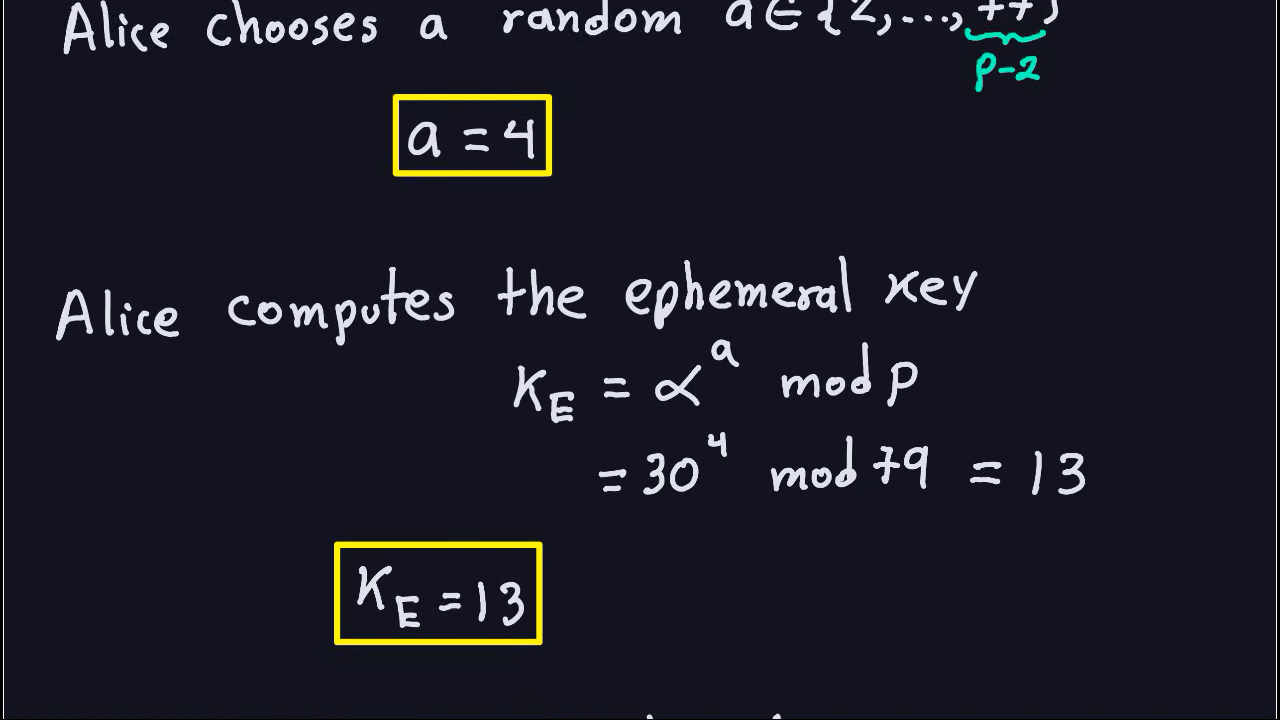 Alice chooses a random a ∈ {2, ..., 77}
p-2
a = 4
Alice computes the ephemeral key
K_E = α^a mod p
= 30^4 mod 79 = 13
K_E = 13